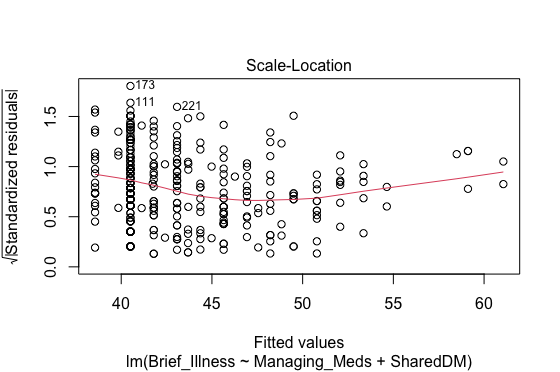 Scale-Location
√|Standardized residuals|
0.0 0.5 1.0 1.5
173
111
221
40 45 50 55 60
Fitted values
lm(Brief_Illness ~ Managing_Meds + SharedDM)